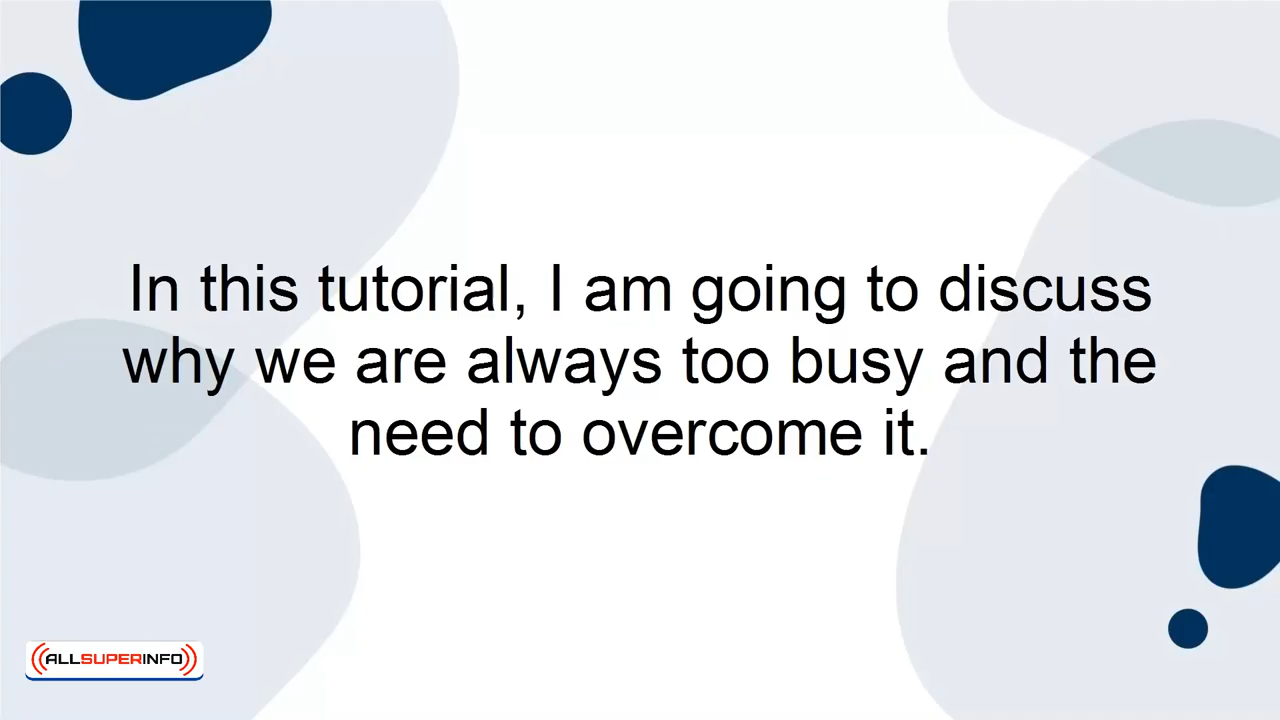 In this tutorial, I am going to discuss
why we are always too busy and the
need to overcome it.
ALLSUPERINFO